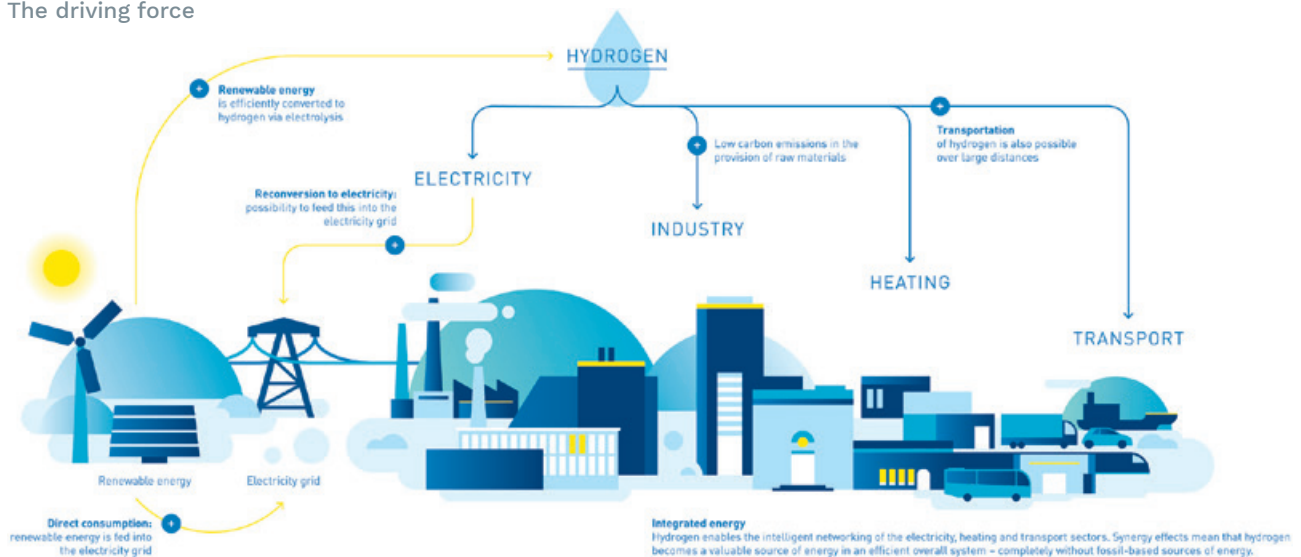 The driving force
HYDROGEN
Renewable energy
is efficiently converted to
hydrogen via electrolysis
Transportation
of hydrogen is also possible
over large distances
Low carbon emissions in the
provision of raw materials
ELECTRICITY
Reconversion to electricity:
possibility to feed this into the
electricity grid
INDUSTRY
HEATING
TRANSPORT
Renewable energy
Electricity grid
Direct consumption:
renewable energy is fed into
the electricity grid
Integrated energy
Hydrogen enables the intelligent networking of the electricity, heating and transport sectors. Synergy effects mean that hydrogen
becomes a valuable source of energy in an efficient overall system – completely without fossil-based sources of energy.